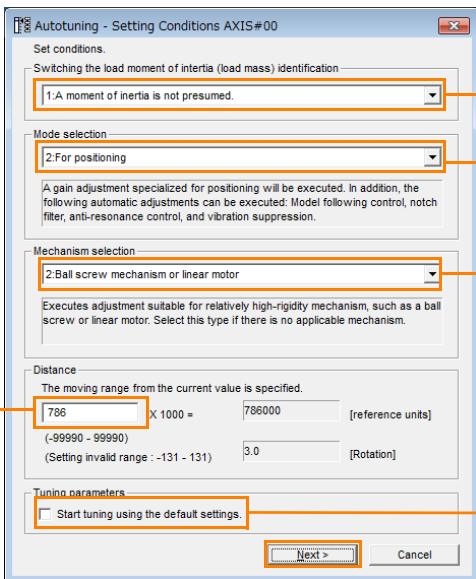 Autotuning - Setting Conditions AXIS#00
Set conditions.
Switching the load moment of intertia (load mass) identification
1:A moment of inertia is not presumed.
Mode selection
2:For positioning
A gain adjustment specialized for positioning will be executed. In addition, the
following automatic adjustments can be executed: Model following control, notch
filter, anti-resonance control, and vibration suppression.
Mechanism selection
2:Ball screw mechanism or linear motor
Executes adjustment suitable for relatively high-rigidity mechanism, such as a ball
screw or linear motor. Select this type if there is no applicable mechanism.
Distance
The moving range from the current value is specified.
786 X 1000 = 786000 [reference units]
(-99990 - 99990)
(Setting invalid range : -131 - 131) 3.0 [Rotation]
Tuning parameters
Start tuning using the default settings.
Next > Cancel